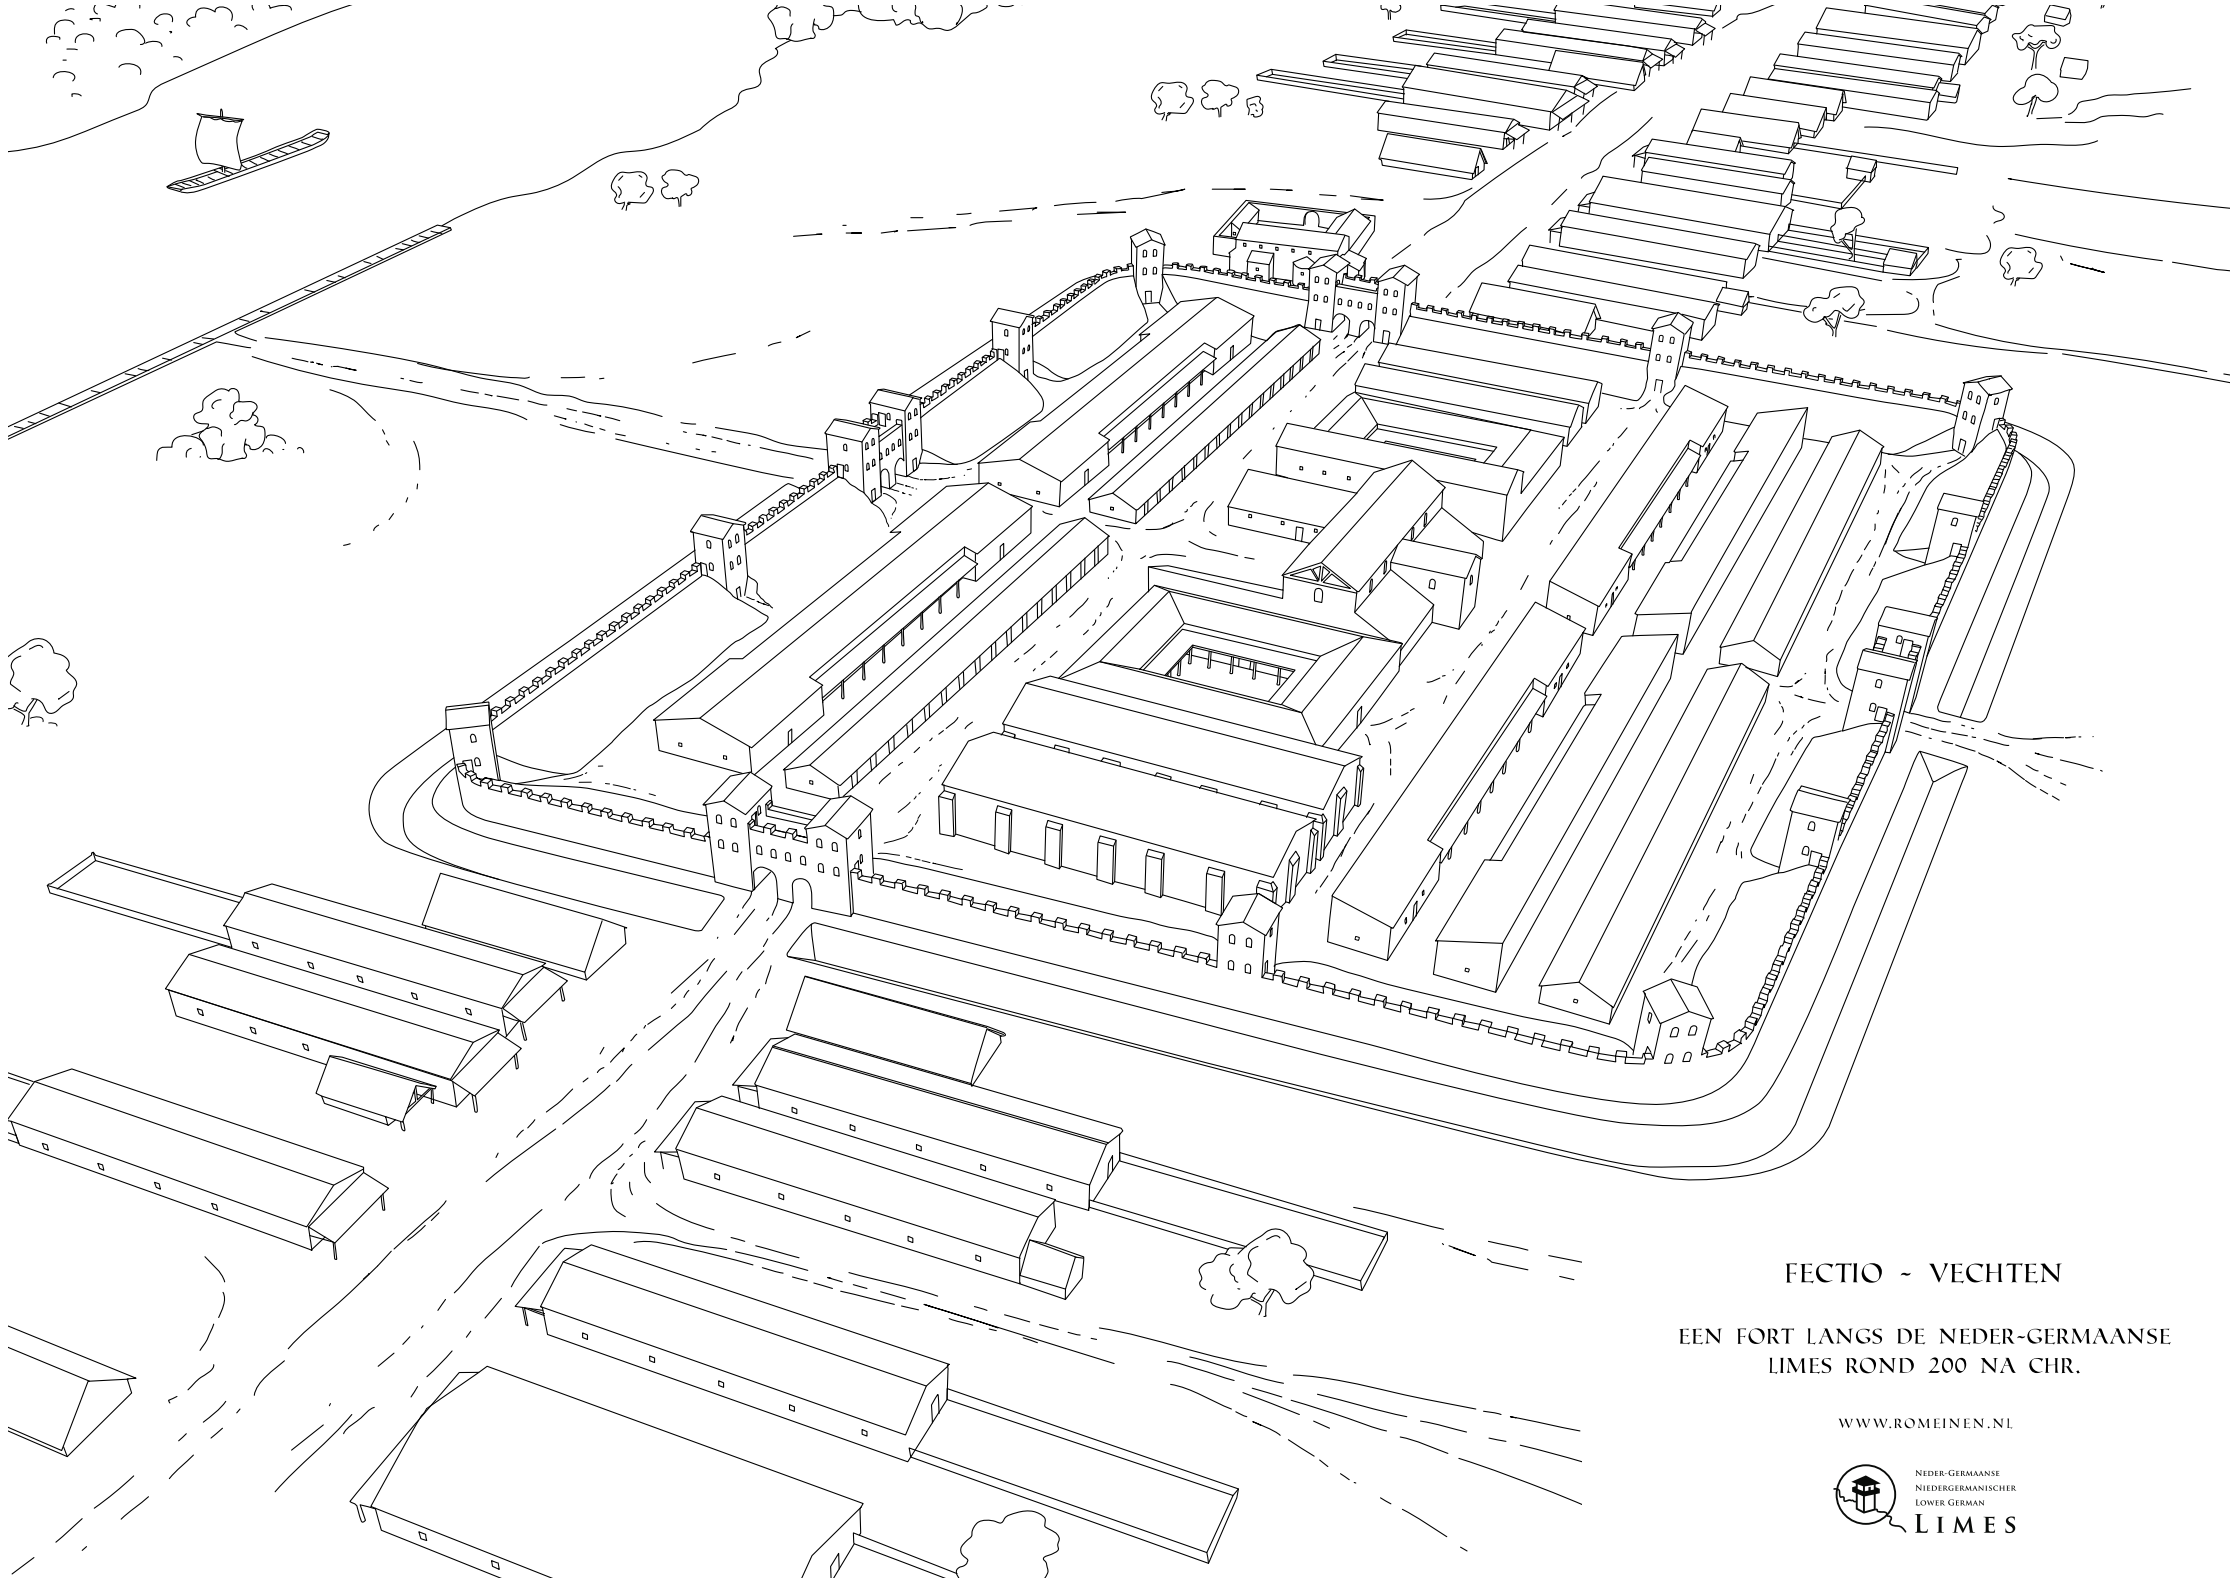 FECTIO - VECHTEN
EEN FORT LANGS DE NEDER-GERMAANSE
LIMES ROND 200 NA CHR.
WWW.ROMEINEN.NL
NEDER-GERMAANSE
NIEDERGERMANISCHER
LOWER GERMAN
LIMES